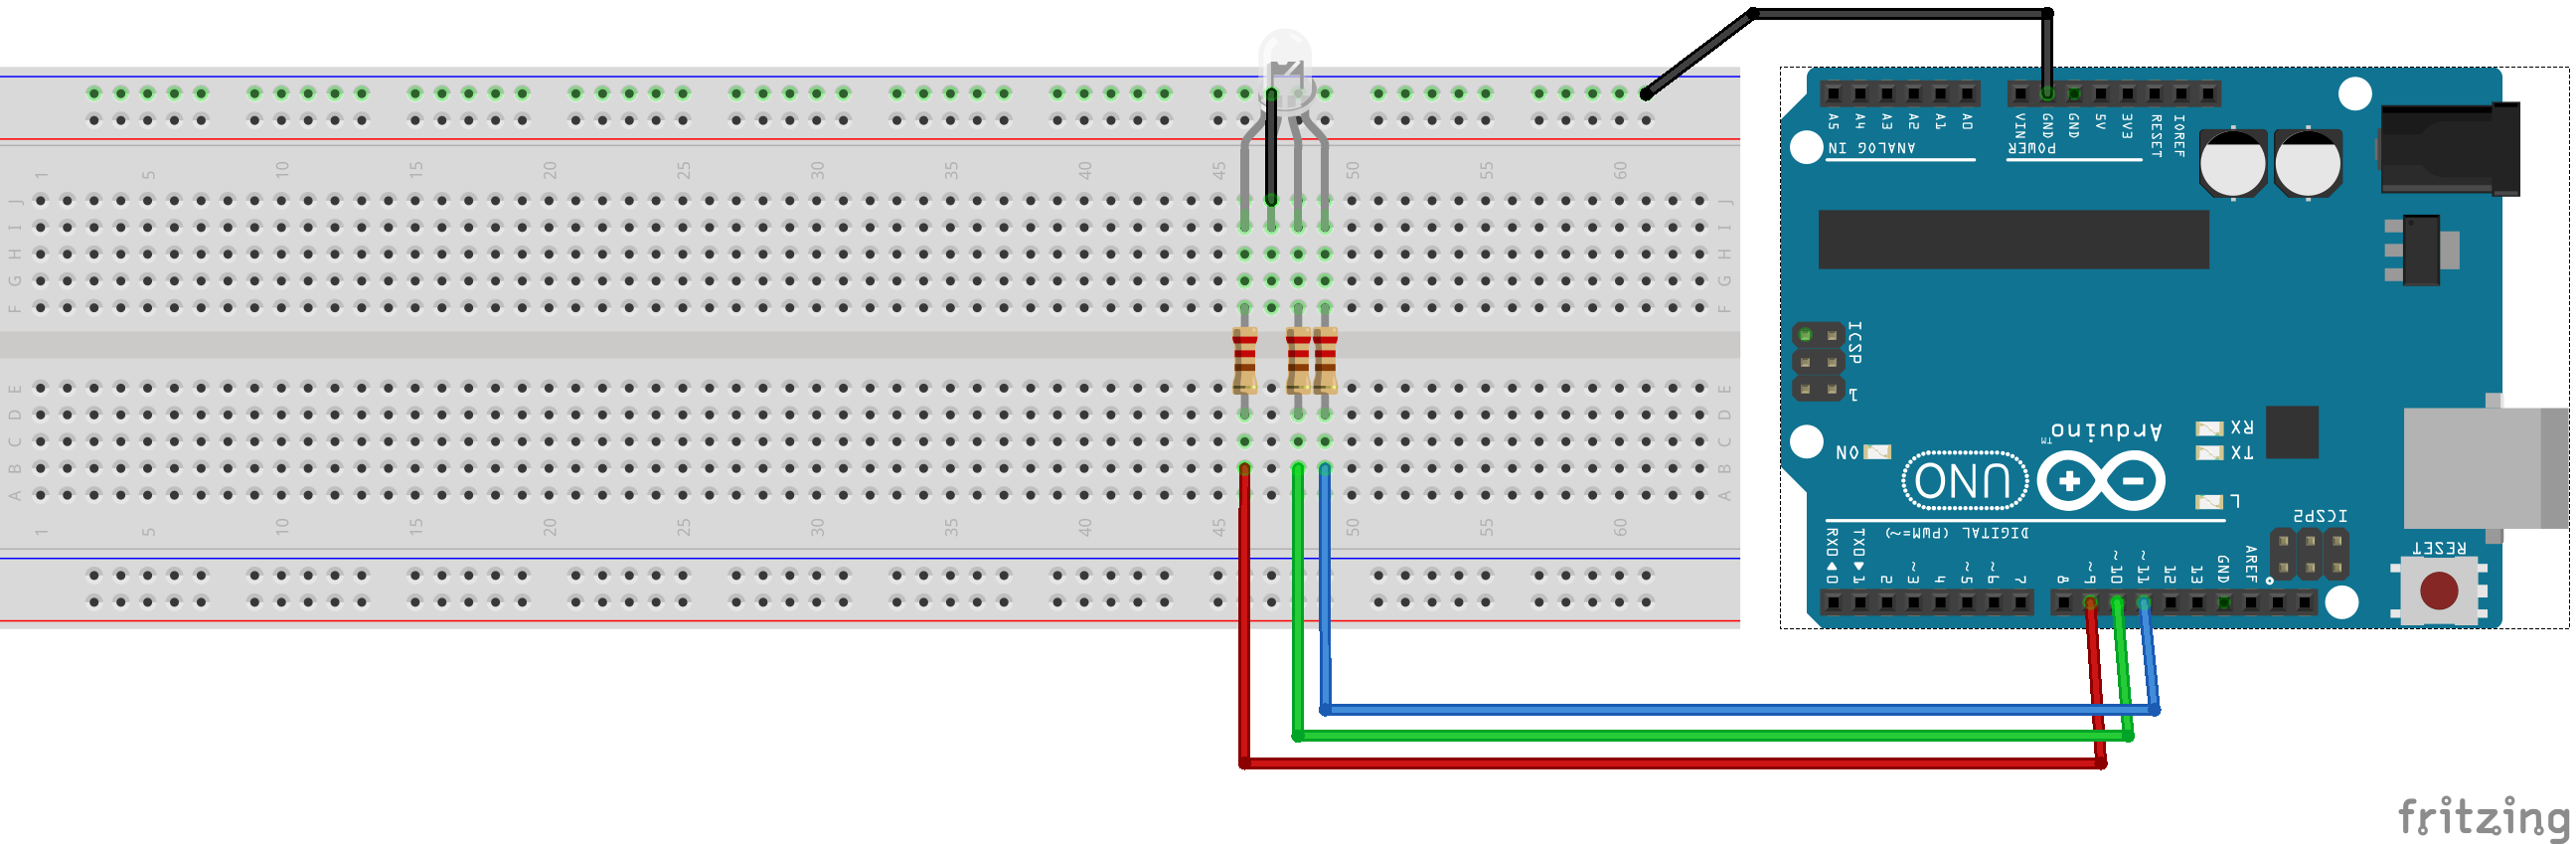 1 5 10 15 20 25 30 35 40 45 50 55 60
J J
I I
H H
G G
F F
E E
D D
C C
B B
A A
1 5 10 15 20 25 30 35 40 45 50 55 60
A5 A4 A3 A2 A1 A0
ANALOG IN
VIN GND GND 5V 3V3 RESET IOREF
POWER
ICSP
1
ON
Arduino™
UNO
RX
TX
L
ICSP2
RESET
DIGITAL (PWM=~)
RX0◀0 TX0▶1 2 ~3 4 ~5 ~6 7 8 ~9 ~10 ~11 12 13 GND AREF
fritzing